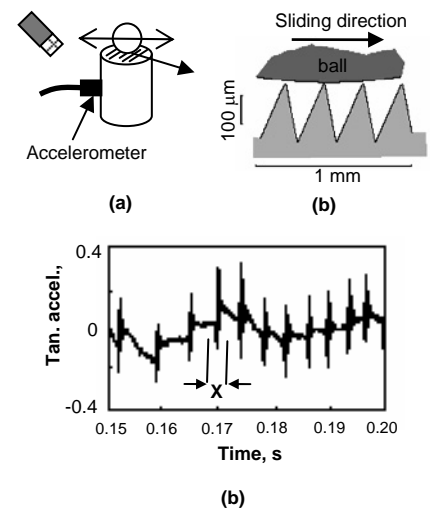 (a)
Accelerometer
Sliding direction
ball
100 μm
1 mm
(b)
Tan. accel.,
0.4
0
-0.4
X
0.15 0.16 0.17 0.18 0.19 0.20
Time, s
(b)